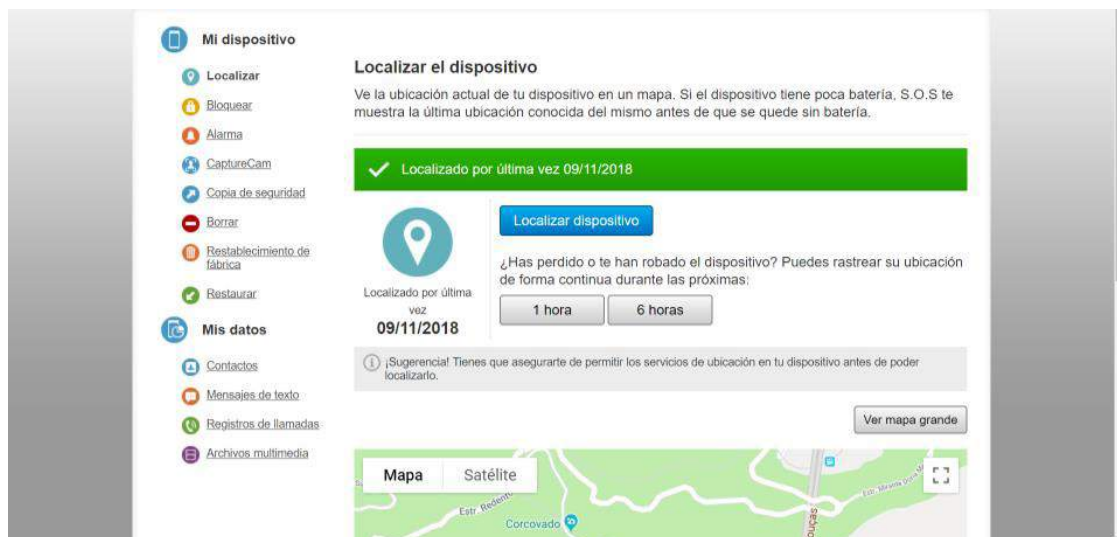 Mi dispositivo
Localizar
Bloquear
Alarma
CaptureCam
Copia de seguridad
Borrar
Restablecimiento de
fábrica
Restaurar
Mis datos
Contactos
Mensajes de texto
Registros de llamadas
Archivos multimedia
Localizar el dispositivo
Ve la ubicación actual de tu dispositivo en un mapa. Si el dispositivo tiene poca batería, S.O.S te
muestra la última ubicación conocida del mismo antes de que se quede sin batería.
Localizado por última vez 09/11/2018
Localizado por última
vez
09/11/2018
Localizar dispositivo
¿Has perdido o te han robado el dispositivo? Puedes rastrear su ubicación
de forma continua durante las próximas:
1 hora
6 horas
¡Sugerencia! Tienes que asegurarte de permitir los servicios de ubicación en tu dispositivo antes de poder
localizarlo.
Ver mapa grande
Mapa
Satélite
Estr.
Corcovado